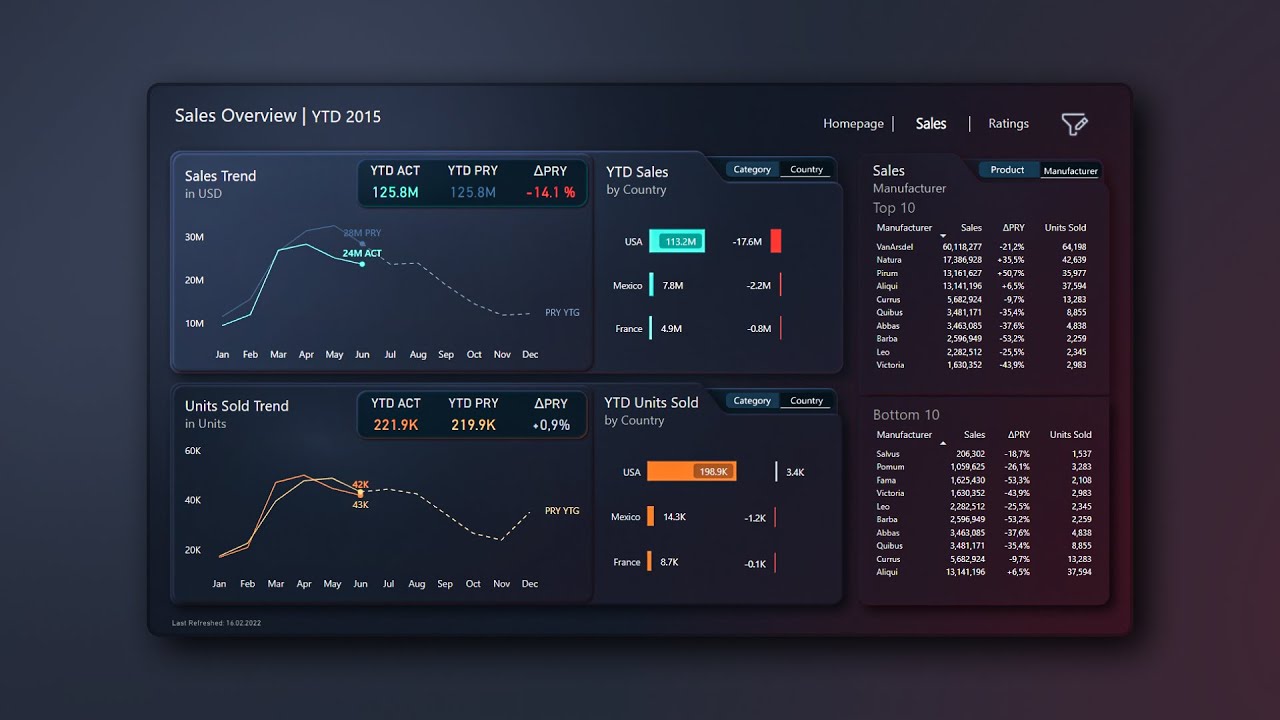 Sales Overview | YTD 2015
Homepage | Sales | Ratings
Sales Trend
in USD
YTD ACT YTD PRY ΔPRY
125.8M 125.8M -14.1 %
30M
20M
10M
28M PRY
24M ACT
PRY YTG
Jan Feb Mar Apr May Jun Jul Aug Sep Oct Nov Dec
YTD Sales
by Country
Category Country
USA 113.2M -17.6M
Mexico 7.8M -2.2M
France 4.9M -0.8M
Units Sold Trend
in Units
YTD ACT YTD PRY ΔPRY
221.9K 219.9K +0,9%
60K
40K
20K
42K
43K
PRY YTG
Jan Feb Mar Apr May Jun Jul Aug Sep Oct Nov Dec
YTD Units Sold
by Country
Category Country
USA 198.9K 3.4K
Mexico 14.3K -1.2K
France 8.7K -0.1K
Sales
Manufacturer
Product Manufacturer
Top 10
Manufacturer Sales ΔPRY Units Sold
VanArsdel 60,118,277 -21,2% 64,198
Natura 17,386,928 +35,5% 42,639
Pirum 13,161,627 +50,7% 35,977
Aliqui 13,141,196 +6,5% 37,594
Currus 5,682,924 -9,7% 13,283
Quibus 3,481,171 -35,4% 8,855
Abbas 3,463,085 -37,6% 4,838
Barba 2,596,949 -53,2% 2,259
Leo 2,282,512 -25,5% 2,345
Victoria 1,630,352 -43,9% 2,983
Bottom 10
Manufacturer Sales ΔPRY Units Sold
Salvus 206,302 -18,7% 1,537
Pomum 1,059,625 -26,1% 3,283
Fama 1,625,430 -53,3% 2,108
Victoria 1,630,352 -43,9% 2,983
Leo 2,282,512 -25,5% 2,345
Barba 2,596,949 -53,2% 2,259
Abbas 3,463,085 -37,6% 4,838
Quibus 3,481,171 -35,4% 8,855
Currus 5,682,924 -9,7% 13,283
Aliqui 13,141,196 +6,5% 37,594
Last Refreshed: 16.02.2022